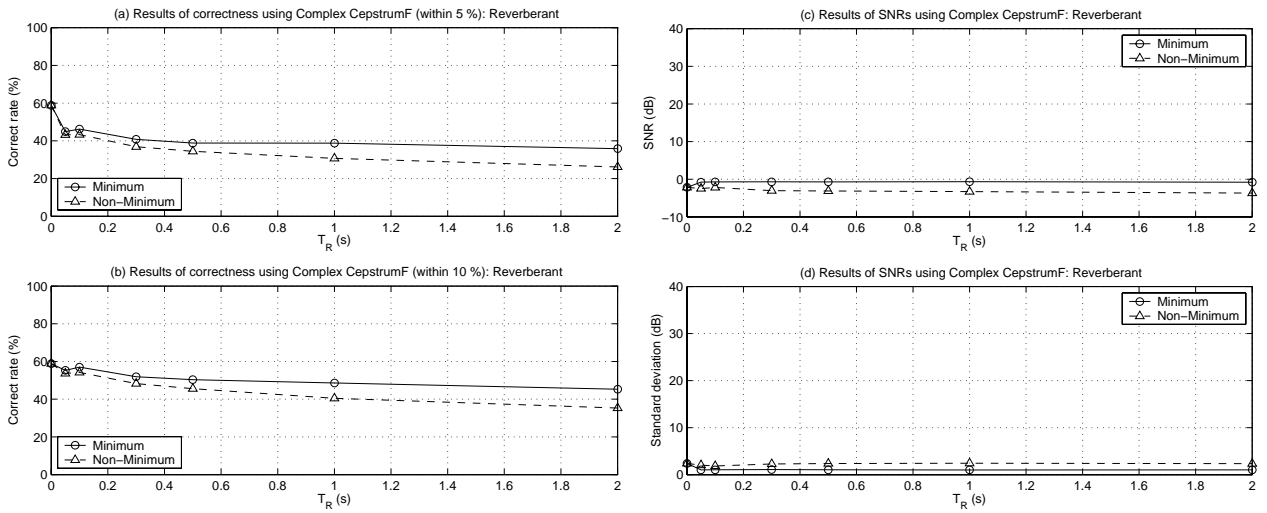 (a) Results of correctness using Complex CepstrumF (within 5 %): Reverberant
100
80
60
40
20
0
Correct rate (%)
Minimum
Non−Minimum
0 0.2 0.4 0.6 0.8 1 1.2 1.4 1.6 1.8 2
T_R (s)
(b) Results of correctness using Complex CepstrumF (within 10 %): Reverberant
100
80
60
40
20
0
Correct rate (%)
Minimum
Non−Minimum
0 0.2 0.4 0.6 0.8 1 1.2 1.4 1.6 1.8 2
T_R (s)
(c) Results of SNRs using Complex CepstrumF: Reverberant
40
30
20
10
0
−10
SNR (dB)
Minimum
Non−Minimum
0 0.2 0.4 0.6 0.8 1 1.2 1.4 1.6 1.8 2
T_R (s)
(d) Results of SNRs using Complex CepstrumF: Reverberant
40
30
20
10
0
Standard deviation (dB)
Minimum
Non−Minimum
0 0.2 0.4 0.6 0.8 1 1.2 1.4 1.6 1.8 2
T_R (s)